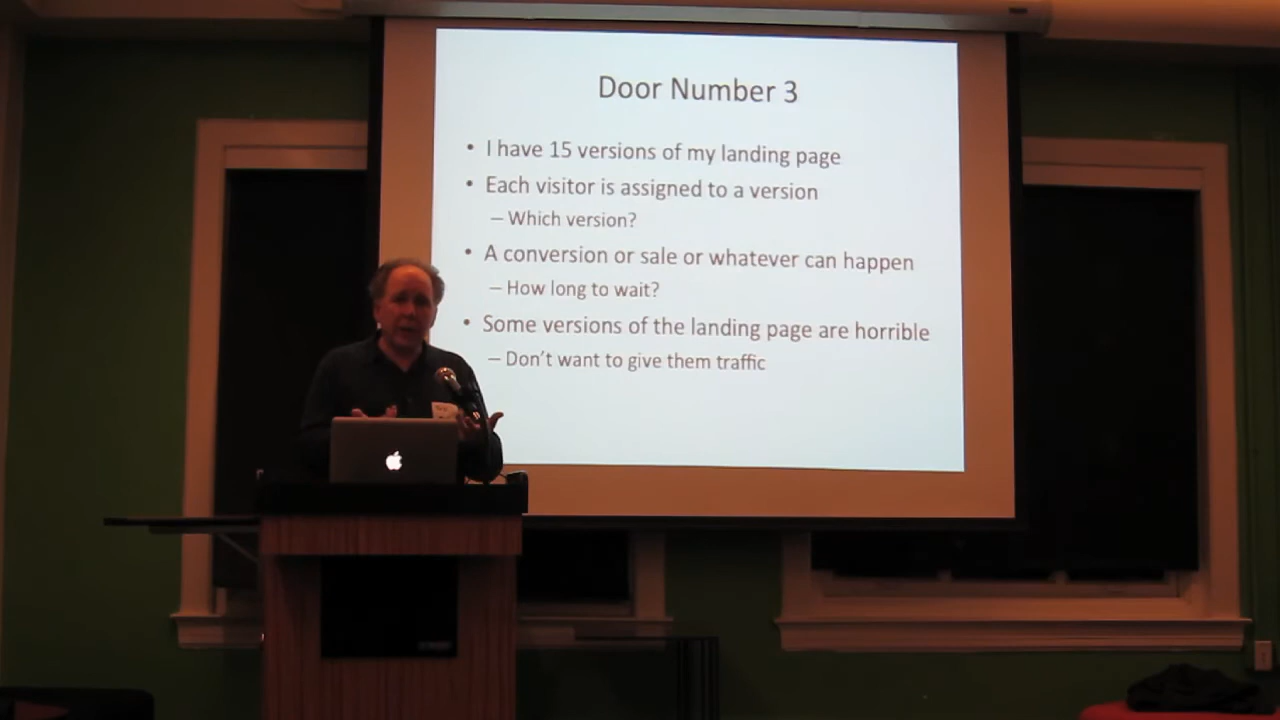 Door Number 3
• I have 15 versions of my landing page
• Each visitor is assigned to a version
– Which version?
• A conversion or sale or whatever can happen
– How long to wait?
• Some versions of the landing page are horrible
– Don't want to give them traffic